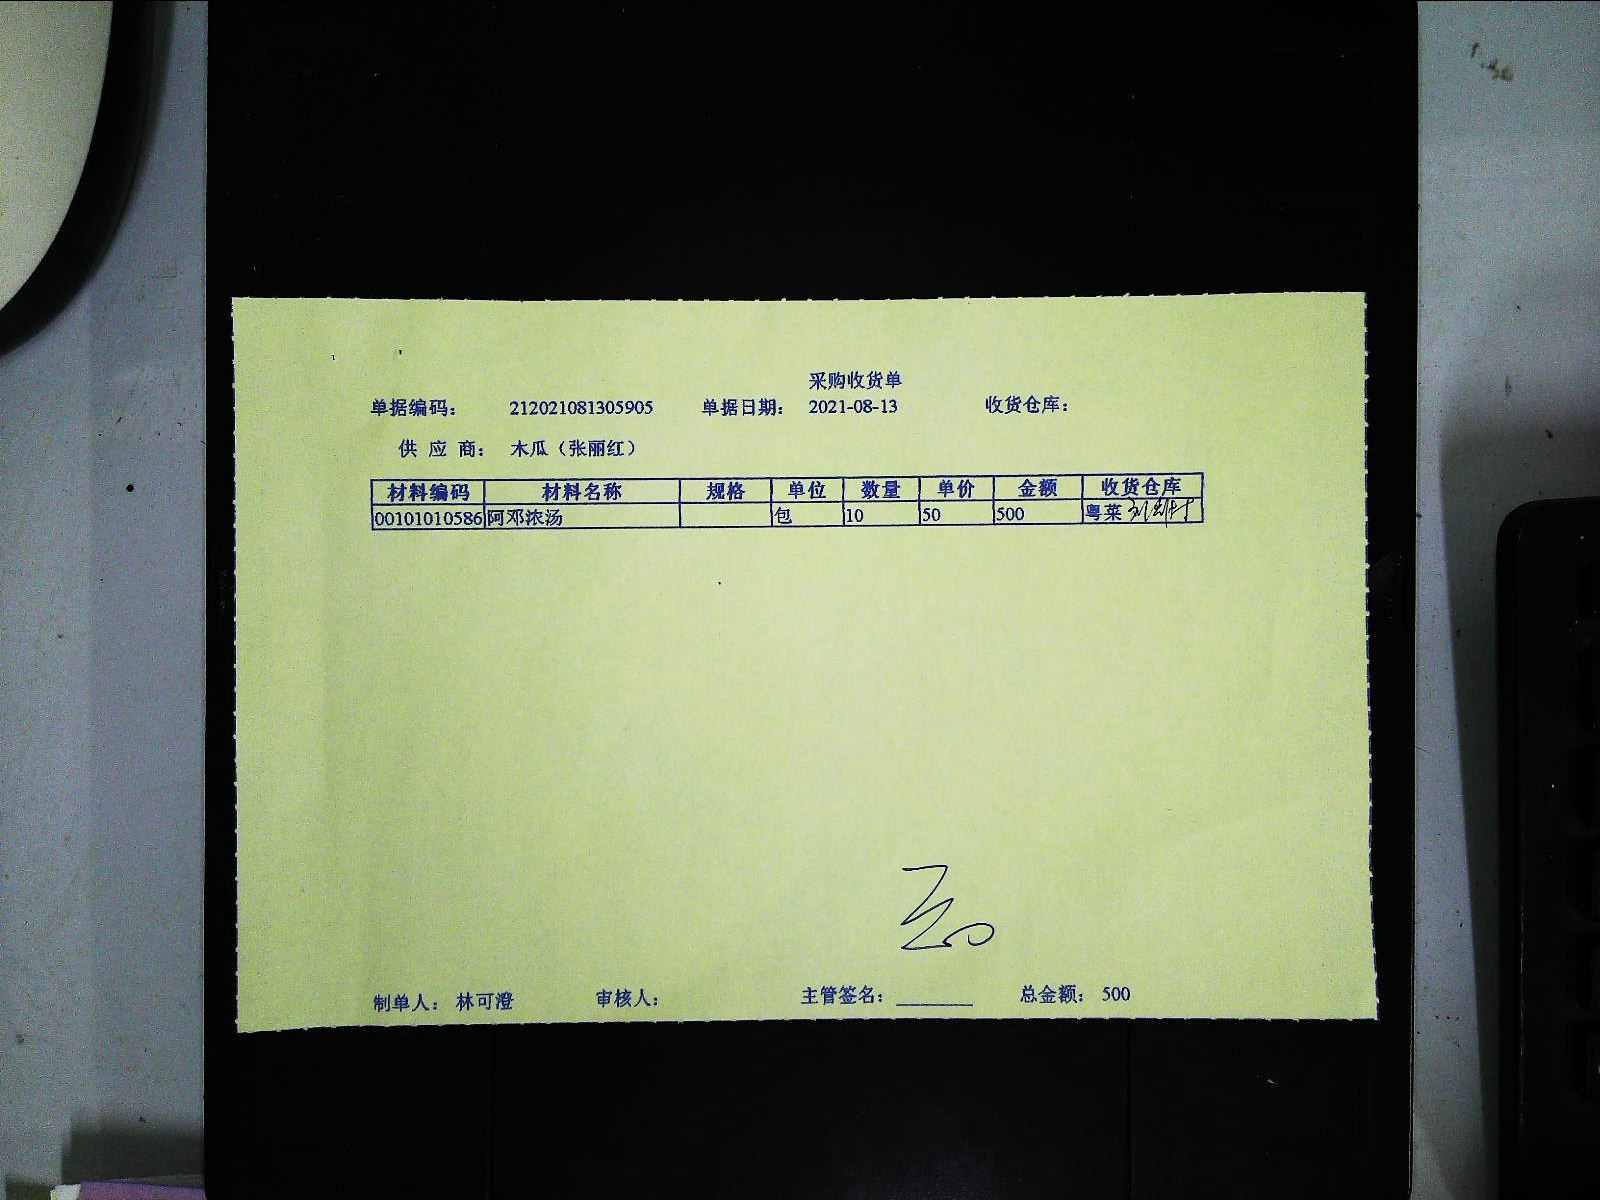 采购收货单
单据编码： 212021081305905 单据日期： 2021-08-13 收货仓库：
供 应 商： 木瓜（张丽红）
材料编码 材料名称 规格 单位 数量 单价 金额 收货仓库
00101010586 阿邓浓汤 包 10 50 500 粤菜
制单人： 林可澄 审核人： 主管签名：________ 总金额： 500